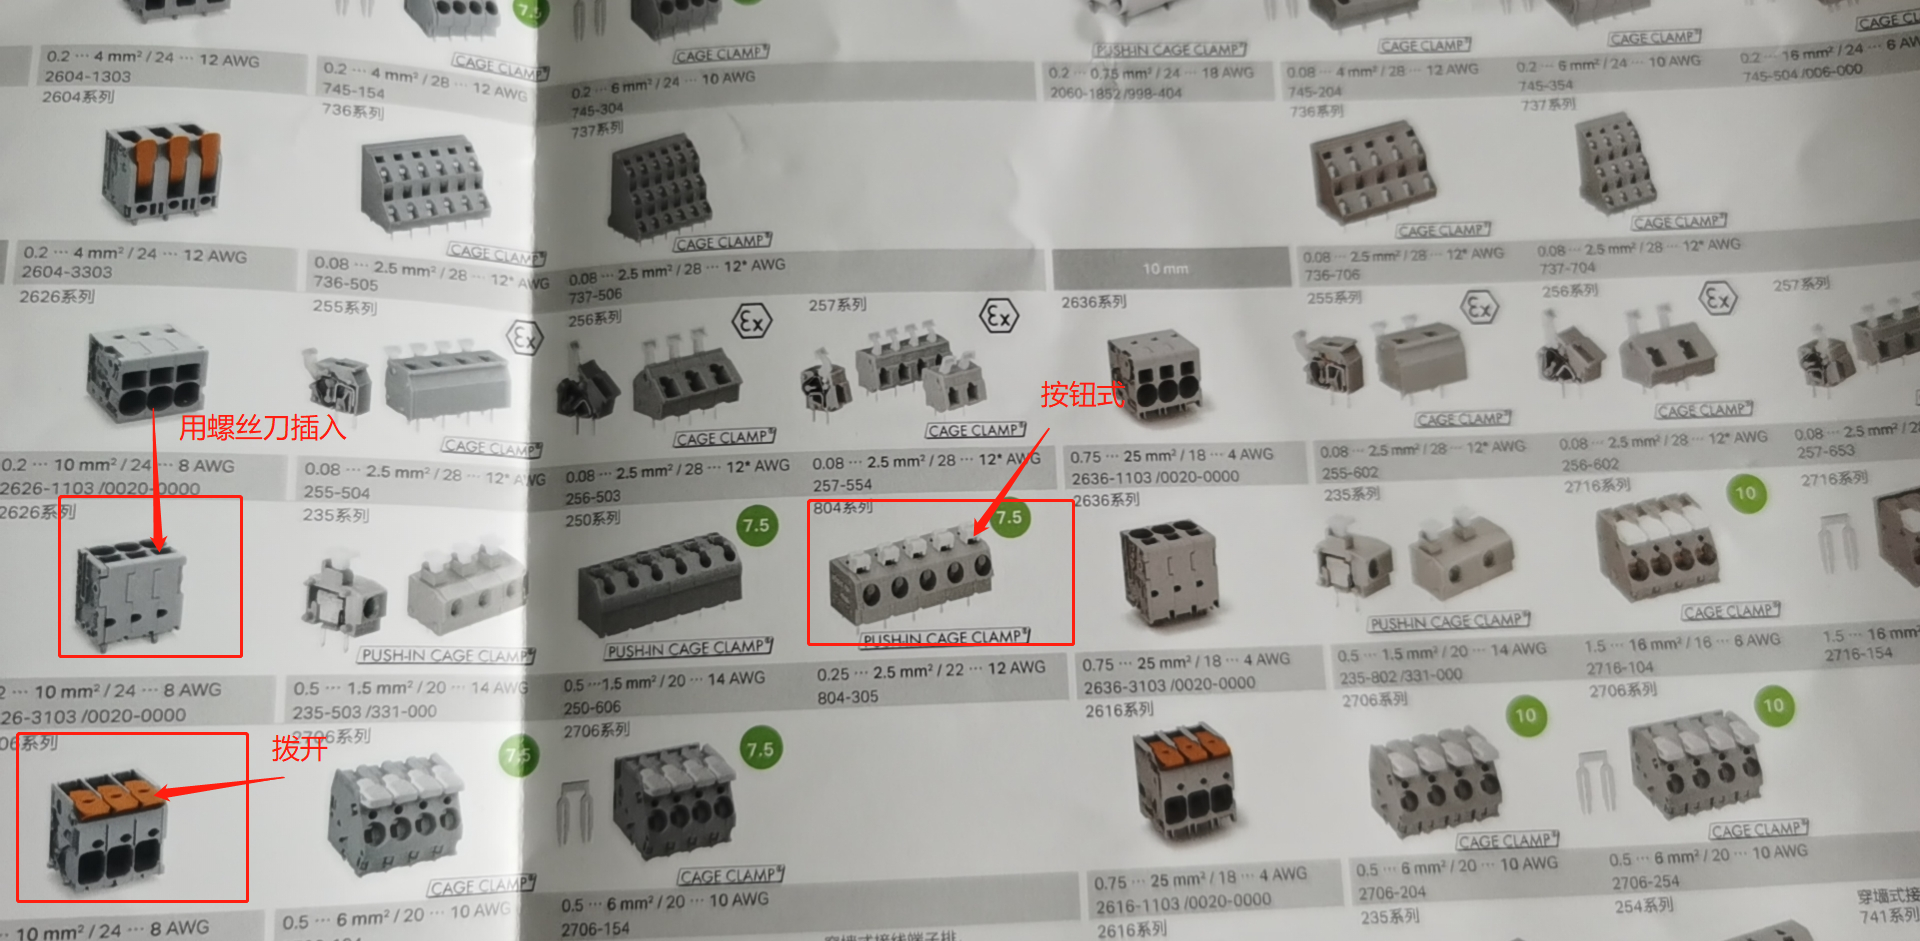 7.5
CAGE CLAMP®
CAGE CLAMP®
PUSH-IN CAGE CLAMP®
CAGE CLAMP®
CAGE CLAMP®
0.2 ··· 4 mm² / 24 ··· 12 AWG
2604-1303
0.2 ··· 4 mm² / 28 ··· 12 AWG
745-154
0.2 ··· 6 mm² / 24 ··· 10 AWG
745-304
0.2 ··· 0.75 mm² / 24 ··· 18 AWG
2060-1852 /998-404
0.08 ··· 4 mm² / 28 ··· 12 AWG
745-204
0.2 ··· 6 mm² / 24 ··· 10 AWG
745-354
0.2 ··· 16 mm² / 24 ··· 6 AW
745-504 /006-000
2604系列
736系列
737系列
736系列
737系列
CAGE CLAMP®
CAGE CLAMP®
CAGE CLAMP®
CAGE CLAMP®
0.2 ··· 4 mm² / 24 ··· 12 AWG
2604-3303
0.08 ··· 2.5 mm² / 28 ··· 12* AWG
736-505
0.08 ··· 2.5 mm² / 28 ··· 12* AWG
737-506
10 mm
0.08 ··· 2.5 mm² / 28 ··· 12* AWG
736-706
0.08 ··· 2.5 mm² / 28 ··· 12* AWG
737-704
2626系列
255系列
256系列
257系列
2636系列
255系列
256系列
257系列
Ex
Ex
Ex
Ex
Ex
按钮式
用螺丝刀插入
CAGE CLAMP®
CAGE CLAMP®
CAGE CLAMP®
CAGE CLAMP®
CAGE CLAMP®
0.2 ··· 10 mm² / 24 ··· 8 AWG
2626-1103 /0020-0000
0.08 ··· 2.5 mm² / 28 ··· 12* AWG
255-504
0.08 ··· 2.5 mm² / 28 ··· 12* AWG
256-503
0.08 ··· 2.5 mm² / 28 ··· 12* AWG
257-554
0.75 ··· 25 mm² / 18 ··· 4 AWG
2636-1103 /0020-0000
0.08 ··· 2.5 mm² / 28 ··· 12* AWG
255-602
0.08 ··· 2.5 mm² / 28 ··· 12* AWG
256-602
0.08 ··· 2.5 mm² / 28
257-653
2626系列
235系列
250系列
804系列
2636系列
235系列
2716系列
2716系列
7.5
7.5
10
PUSH-IN CAGE CLAMP®
PUSH-IN CAGE CLAMP®
PUSH-IN CAGE CLAMP®
PUSH-IN CAGE CLAMP®
CAGE CLAMP®
2 ··· 10 mm² / 24 ··· 8 AWG
26-3103 /0020-0000
0.5 ··· 1.5 mm² / 20 ··· 14 AWG
235-503 /331-000
0.5 ···1.5 mm² / 20 ··· 14 AWG
250-606
0.25 ··· 2.5 mm² / 22 ··· 12 AWG
804-305
0.75 ··· 25 mm² / 18 ··· 4 AWG
2636-3103 /0020-0000
0.5 ··· 1.5 mm² / 20 ··· 14 AWG
235-802 /331-000
1.5 ··· 16 mm² / 16 ··· 6 AWG
2716-104
1.5 ··· 16 mm²
2716-154
06系列
2706系列
2706系列
2616系列
2706系列
2706系列
拨开
7.5
7.5
10
10
CAGE CLAMP®
CAGE CLAMP®
CAGE CLAMP®
CAGE CLAMP®
·· 10 mm² / 24 ··· 8 AWG
0.5 ··· 6 mm² / 20 ··· 10 AWG
0.5 ··· 6 mm² / 20 ··· 10 AWG
2706-154
0.75 ··· 25 mm² / 18 ··· 4 AWG
2616-1103 /0020-0000
0.5 ··· 6 mm² / 20 ··· 10 AWG
2706-204
0.5 ··· 6 mm² / 20 ··· 10 AWG
2706-254
2616系列
235系列
254系列
穿墙式接
741系列